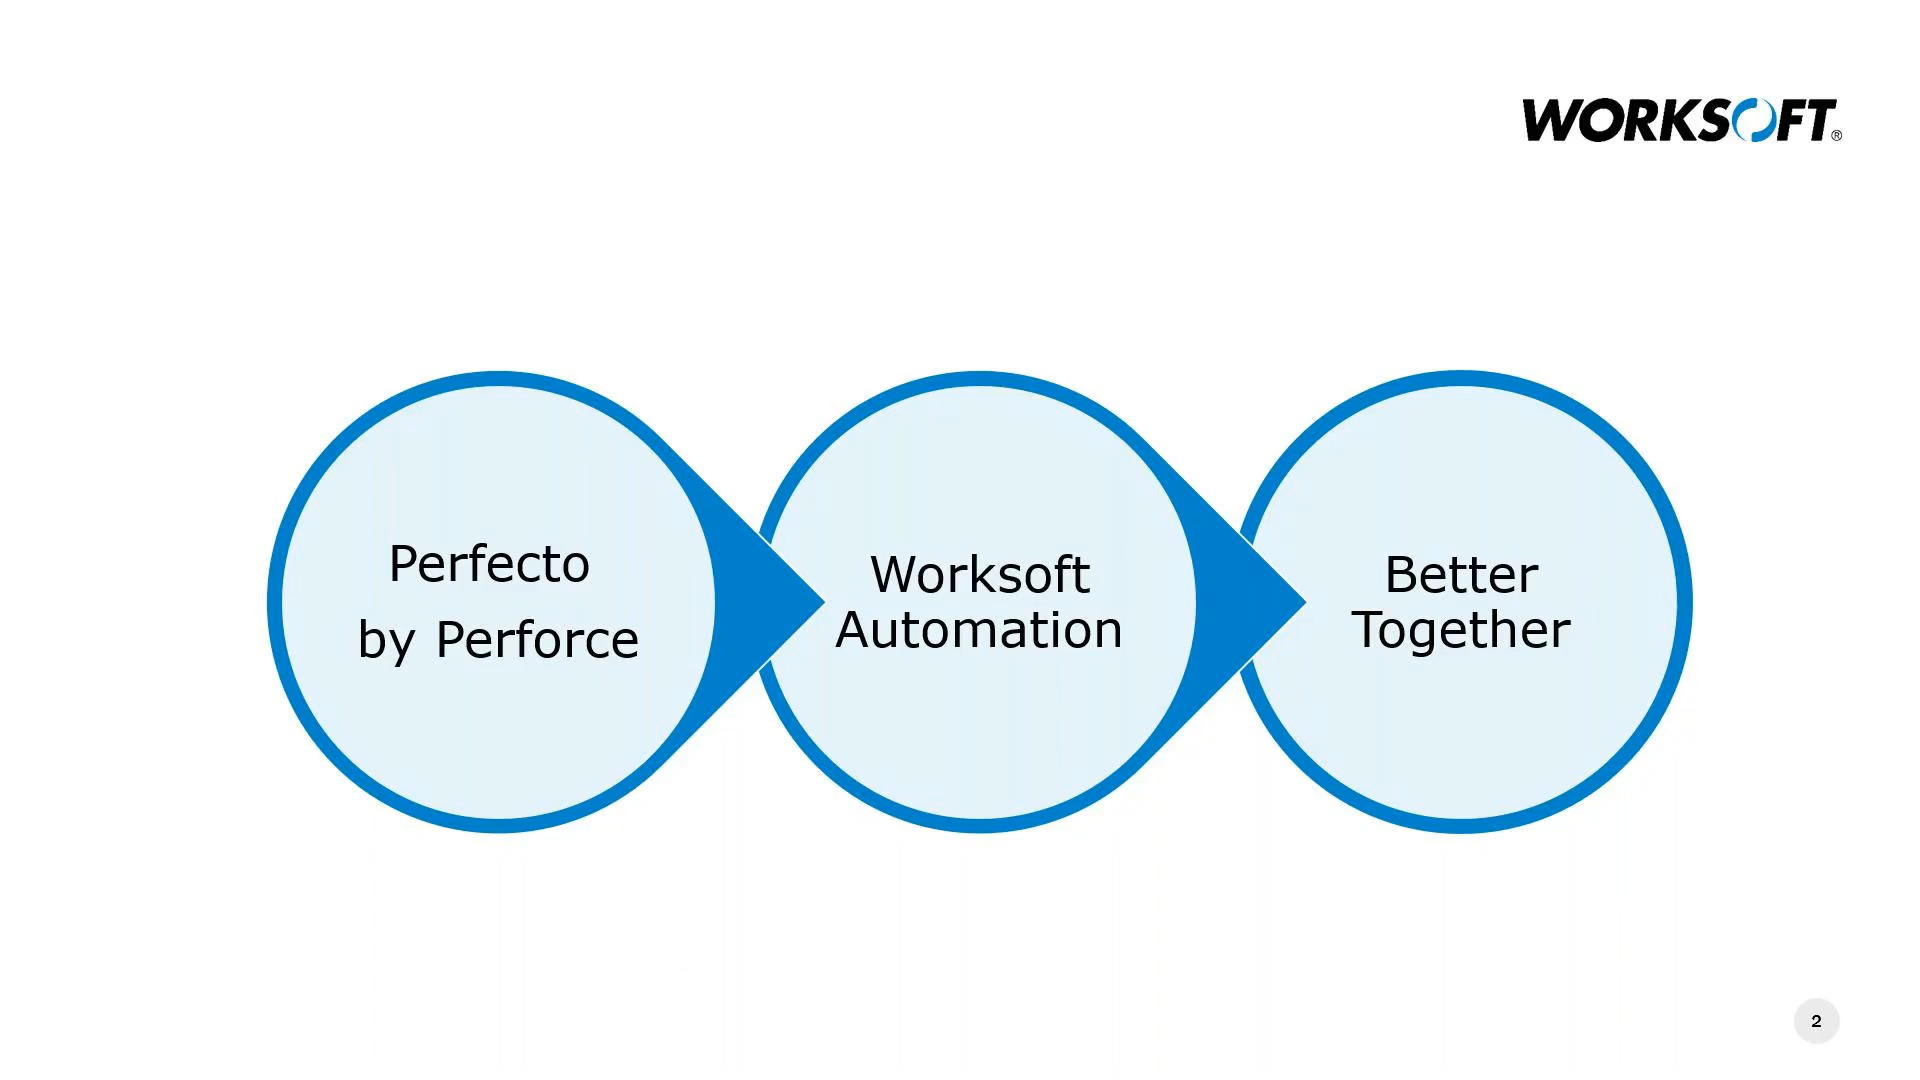 WORKSOFT®
Perfecto
by Perforce
Worksoft
Automation
Better
Together
2